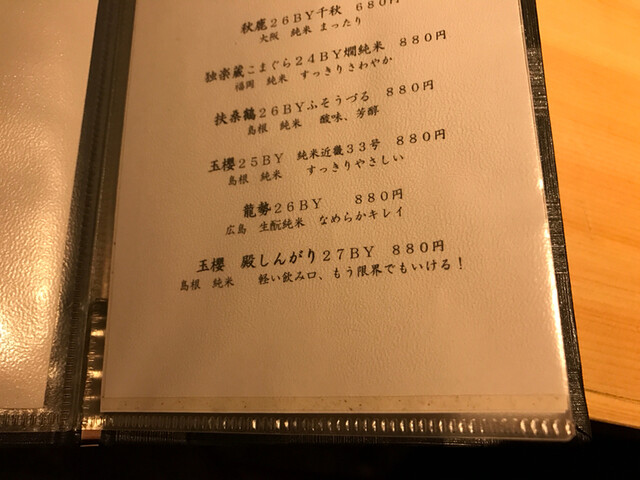 秋鹿26BY千秋 680円
大阪 純米 まったり
独楽蔵こまぐら24BY燗純米 880円
福岡 純米 すっきりさわやか
扶桑鶴26BYふそうづる 880円
島根 純米 酸味、芳醇
玉櫻25BY 純米近畿33号 880円
島根 純米 すっきりやさしい
龍勢26BY 880円
広島 生酛純米 なめらかキレイ
玉櫻 殿しんがり27BY 880円
島根 純米 軽い飲み口、もう限界でもいける！